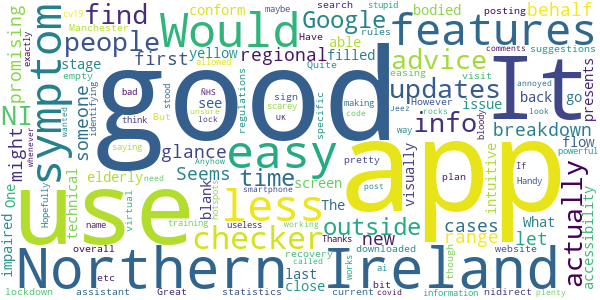 good
app
use
Northern Ireland
It
Would
features
easy
symptom
less
checker
people
find
Google
behalf
advice
updates
info
actually
outside
time
NI
promising
might
someone
glance
Seems
regional
breakdown
cases
range
new
let
issue
back
go
flow
presents
intuitive
accessibility
visually
impaired
technical
elderly
blank
screen
stage
first
yellow
filled
able
bodied
conform
see
close
last
What
The
One
virtual
assistant
training
overall
name
etc
Great
statistics
useless
hotspots
smartphone
recovery
called
working
Thanks
downloaded
bit
ai
works
though
post
pretty
website
current
covid
information
nidirect
plenty
If
Handy
plan
powerful
rocks
However
Jeez
way
code
making
scarey
UK
sign
NHS
lock
unsure
stood
think
bad
allowed
But
Anyhow
saying
need
wanted
whenever
identifying
Hopefully
lockdown
empty
Quite
exactly
cv19
Manchester
maybe
search
stupid
Have
rules
posting
comments
suggestions
easing
visit
annoyed
look
bloody
specific
regulations